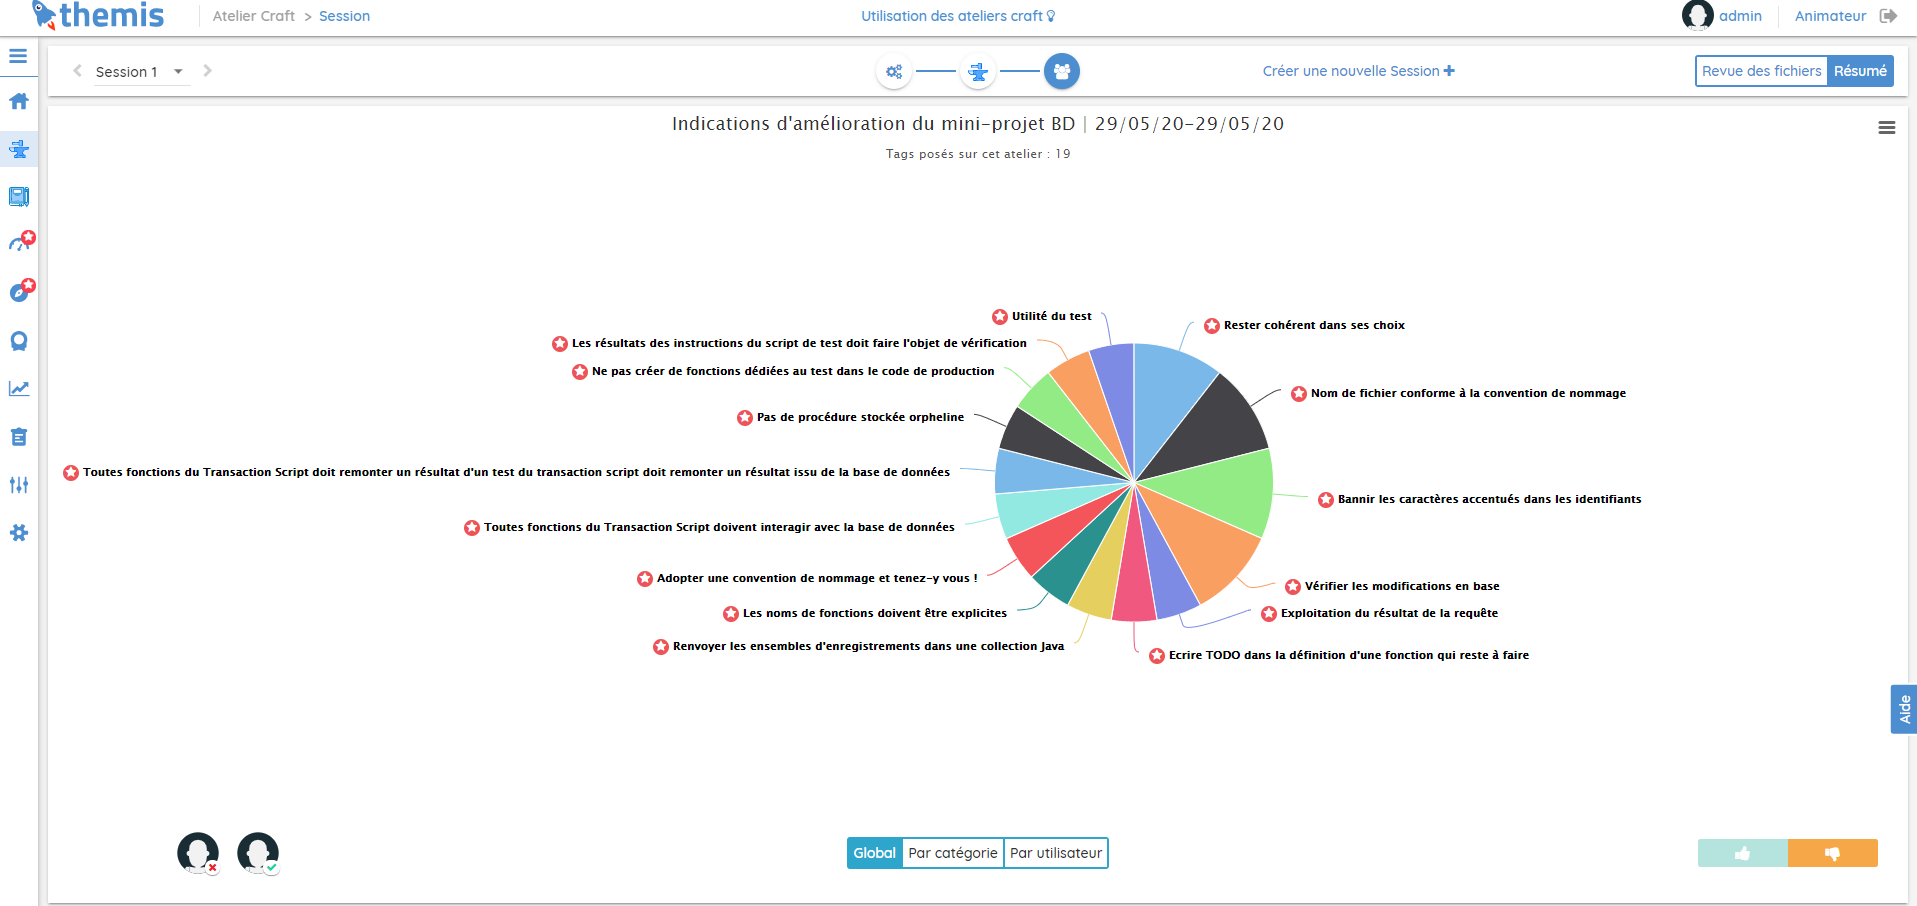 themis
Atelier Craft > Session
Utilisation des ateliers craft
admin
Animateur
Session 1
Créer une nouvelle Session +
Revue des fichiers
Résumé
Indications d'amélioration du mini-projet BD | 29/05/20-29/05/20
Tags posés sur cet atelier : 19
Utilité du test
Rester cohérent dans ses choix
Les résultats des instructions du script de test doit faire l'objet de vérification
Ne pas créer de fonctions dédiées au test dans le code de production
Nom de fichier conforme à la convention de nommage
Pas de procédure stockée orpheline
Toutes fonctions du Transaction Script doit remonter un résultat d'un test du transaction script doit remonter un résultat issu de la base de données
Bannir les caractères accentués dans les identifiants
Toutes fonctions du Transaction Script doivent interagir avec la base de données
Adopter une convention de nommage et tenez-y vous !
Vérifier les modifications en base
Les noms de fonctions doivent être explicites
Exploitation du résultat de la requête
Renvoyer les ensembles d'enregistrements dans une collection Java
Ecrire TODO dans la définition d'une fonction qui reste à faire
Aide
Global
Par catégorie
Par utilisateur